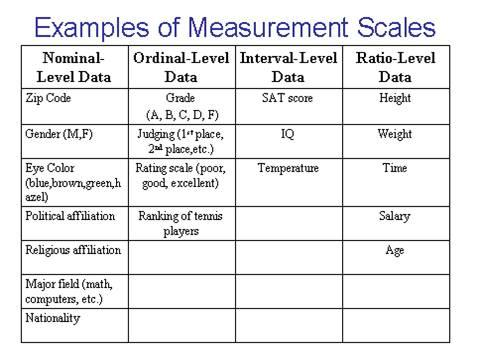 Examples of Measurement Scales
Nominal-Level Data
Ordinal-Level Data
Interval-Level Data
Ratio-Level Data
Zip Code
Grade
(A, B, C, D, F)
SAT score
Height
Gender (M,F)
Judging (1st place,
2nd place,etc.)
IQ
Weight
Eye Color
(blue,brown,green,h
azel)
Rating scale (poor,
good, excellent)
Temperature
Time
Political affiliation
Ranking of tennis
players
Salary
Religious affiliation
Age
Major field (math,
computers, etc.)
Nationality